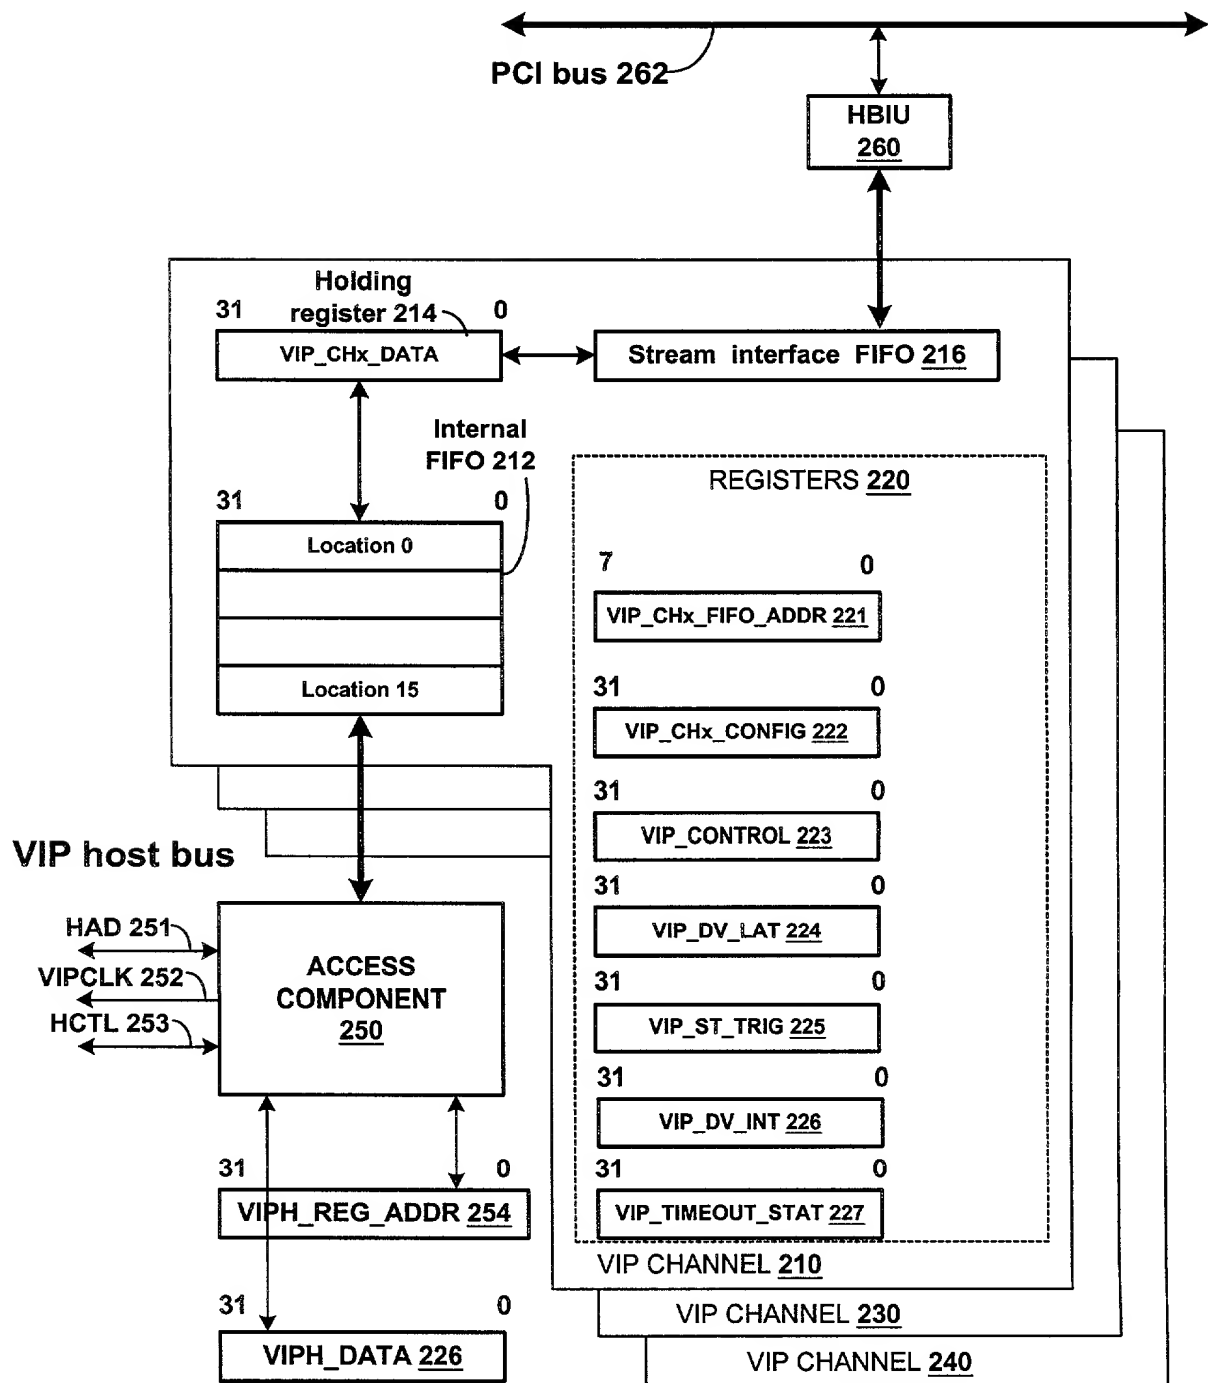 PCI bus 262
HBIU
260
Holding
register 214
31
0
VIP_CHx_DATA
Stream interface FIFO 216
Internal
FIFO 212
31
0
Location 0
Location 15
REGISTERS 220
7
0
VIP_CHx_FIFO_ADDR 221
31
0
VIP_CHx_CONFIG 222
31
0
VIP_CONTROL 223
31
0
VIP_DV_LAT 224
31
0
VIP_ST_TRIG 225
31
0
VIP_DV_INT 226
31
0
VIP_TIMEOUT_STAT 227
VIP CHANNEL 210
VIP CHANNEL 230
VIP CHANNEL 240
VIP host bus
HAD 251
VIPCLK 252
HCTL 253
ACCESS
COMPONENT
250
31
0
VIPH_REG_ADDR 254
31
0
VIPH_DATA 226